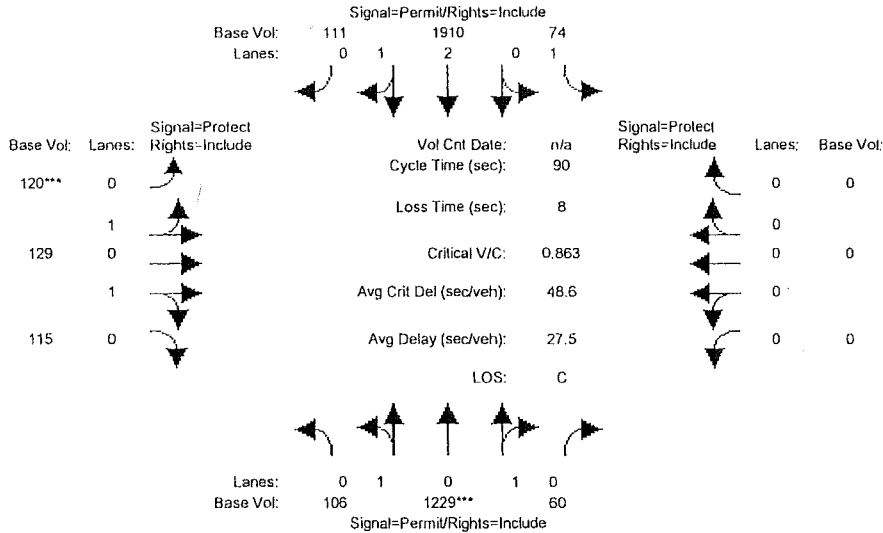 Signal=Permit/Rights=Include
Base Vol: 111 1910 74
Lanes: 0 1 2 0 1
Signal=Protect
Base Vol: Lanes: Rights=Include
Vol Cnt Date: n/a
Signal=Protect
Rights=Include Lanes: Base Vol:
Cycle Time (sec): 90
120*** 0 0 0
Loss Time (sec): 8
1 0
129 0 Critical V/C: 0.863 0 0
1 Avg Crit Del (sec/veh): 48.6 0
115 0 Avg Delay (sec/veh): 27.5 0 0
LOS: C
Lanes: 0 1 0 1 0
Base Vol: 106 1229*** 60
Signal=Permit/Rights=Include